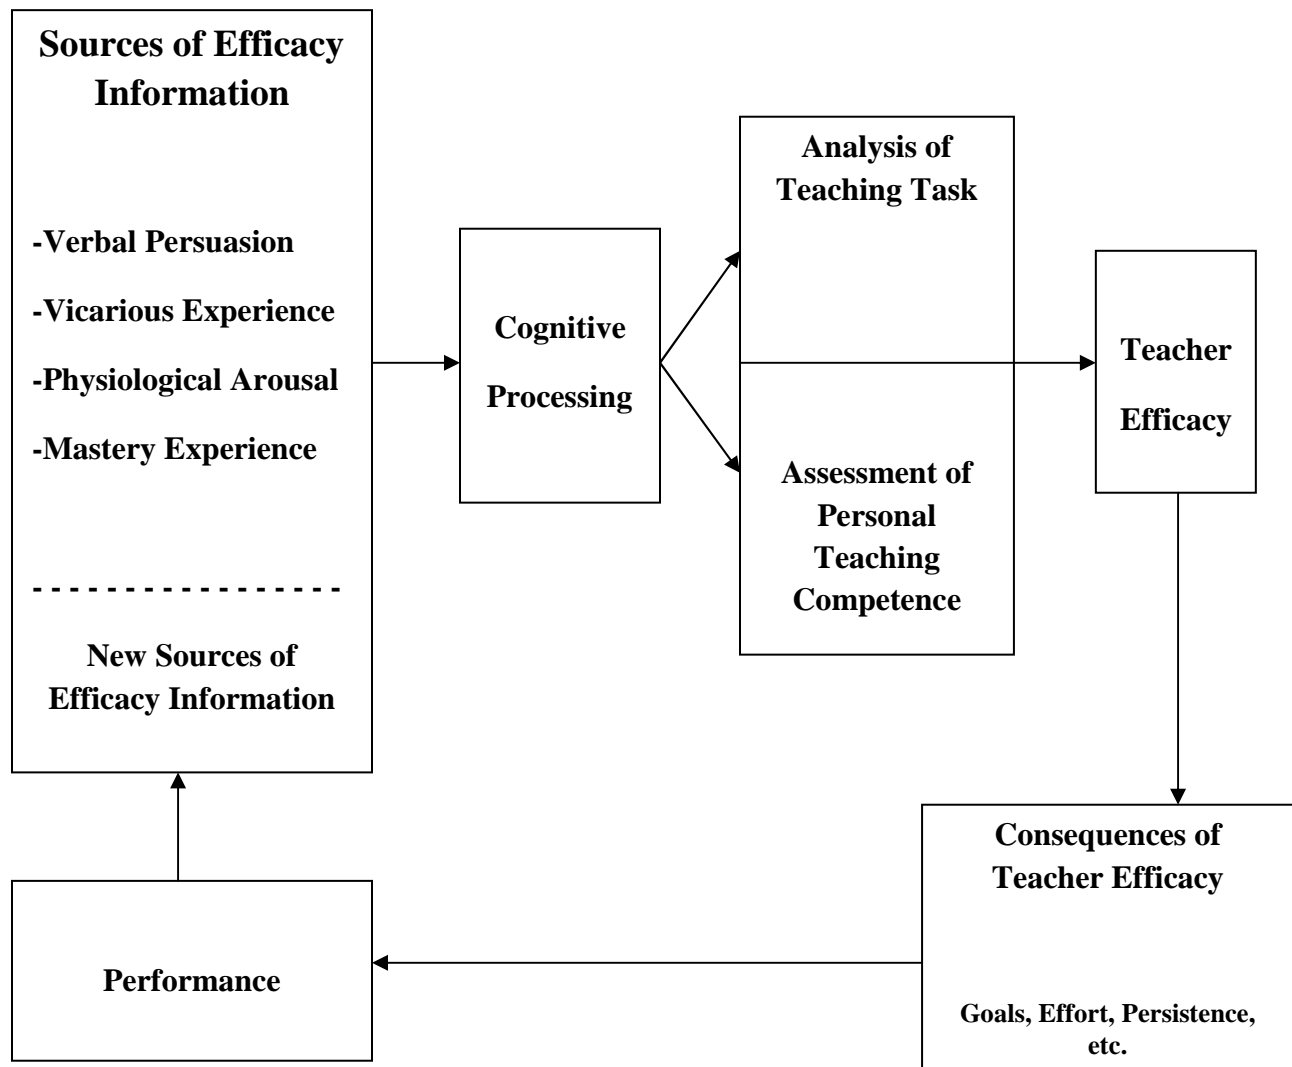 Sources of Efficacy
Information
-Verbal Persuasion
-Vicarious Experience
-Physiological Arousal
-Mastery Experience
- - - - - - - - - - - - - - - - -
New Sources of
Efficacy Information
Cognitive
Processing
Analysis of
Teaching Task
Assessment of
Personal
Teaching
Competence
Teacher
Efficacy
Consequences of
Teacher Efficacy
Goals, Effort, Persistence,
etc.
Performance